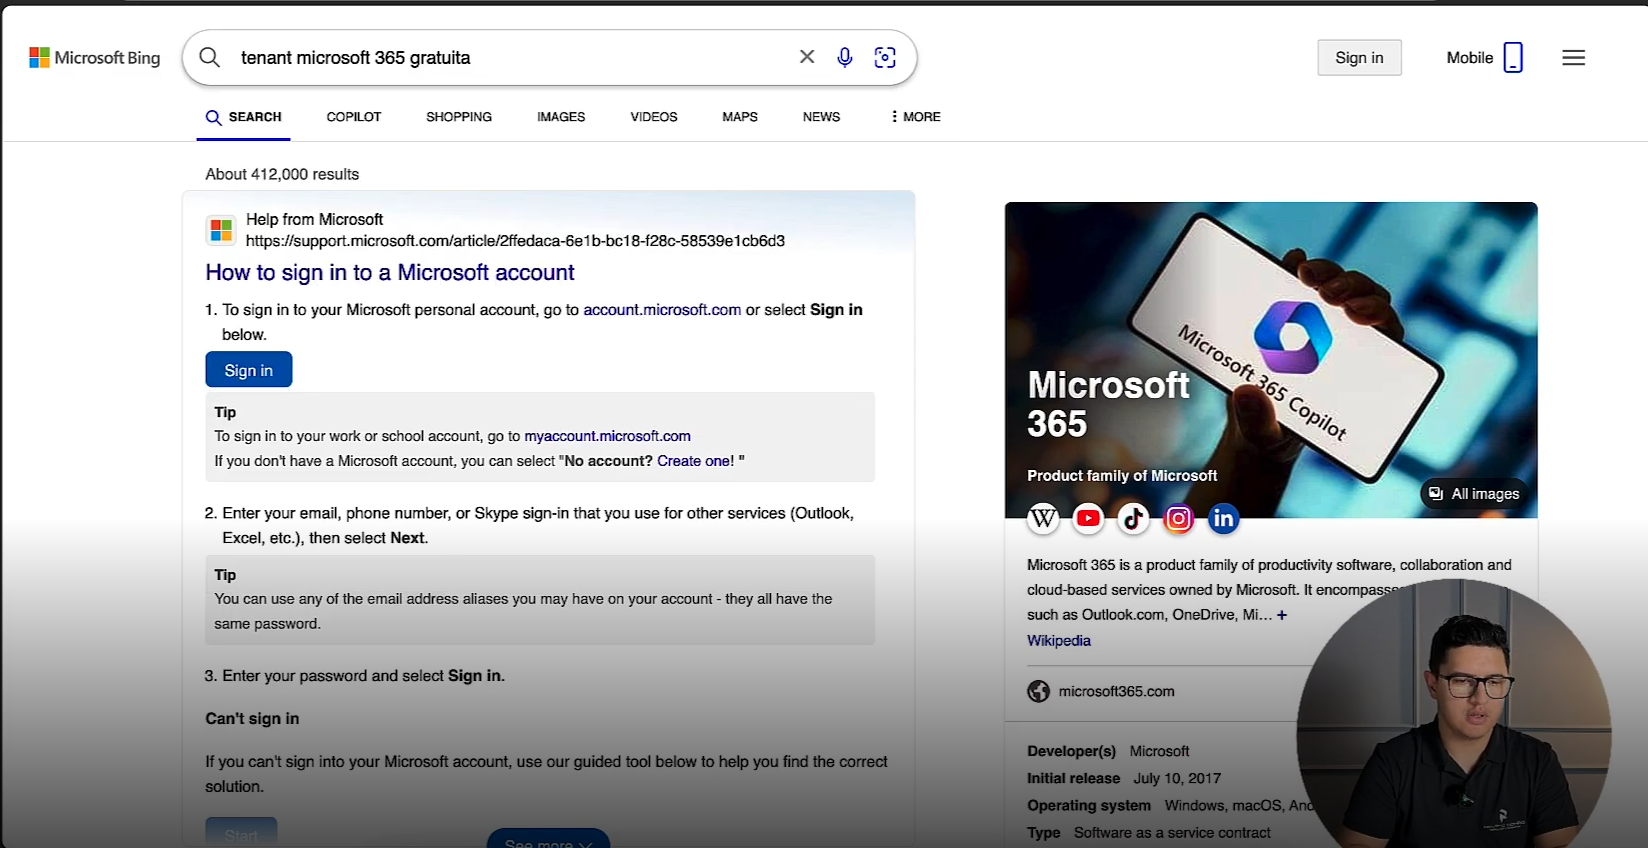 Microsoft Bing
tenant microsoft 365 gratuita
Sign in
Mobile
SEARCH
COPILOT
SHOPPING
IMAGES
VIDEOS
MAPS
NEWS
MORE
About 412,000 results
Help from Microsoft
https://support.microsoft.com/article/2ffedaca-6e1b-bc18-f28c-58539e1cb6d3
How to sign in to a Microsoft account
1. To sign in to your Microsoft personal account, go to account.microsoft.com or select Sign in
below.
Sign in
Tip
To sign in to your work or school account, go to myaccount.microsoft.com
If you don't have a Microsoft account, you can select "No account? Create one! "
2. Enter your email, phone number, or Skype sign-in that you use for other services (Outlook,
Excel, etc.), then select Next.
Tip
You can use any of the email address aliases you may have on your account - they all have the
same password.
3. Enter your password and select Sign in.
Can't sign in
If you can't sign into your Microsoft account, use our guided tool below to help you find the correct
solution.
Start
See more
Microsoft 365 Copilot
Microsoft
365
Product family of Microsoft
All images
W
in
Microsoft 365 is a product family of productivity software, collaboration and
cloud-based services owned by Microsoft. It encompasse
such as Outlook.com, OneDrive, Mi... +
Wikipedia
microsoft365.com
Developer(s) Microsoft
Initial release July 10, 2017
Operating system Windows, macOS, And
Type Software as a service contract